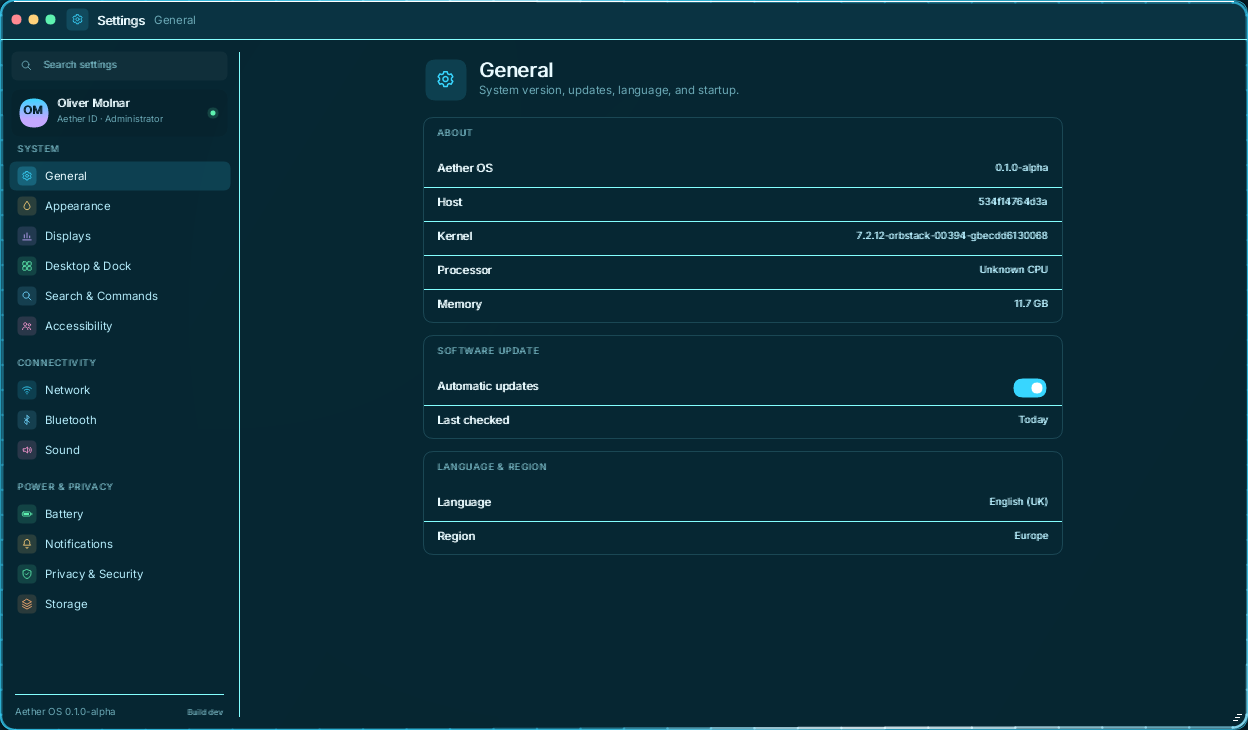 Settings General
Search settings
OM
Oliver Molnar
Aether ID · Administrator
SYSTEM
General
Appearance
Displays
Desktop & Dock
Search & Commands
Accessibility
CONNECTIVITY
Network
Bluetooth
Sound
POWER & PRIVACY
Battery
Notifications
Privacy & Security
Storage
Aether OS 0.1.0-alpha
Build dev
General
System version, updates, language, and startup.
ABOUT
Aether OS 0.1.0-alpha
Host 534f14764d3a
Kernel 7.2.12-orbstack-00394-gbecdd6130068
Processor Unknown CPU
Memory 11.7 GB
SOFTWARE UPDATE
Automatic updates
Last checked Today
LANGUAGE & REGION
Language English (UK)
Region Europe